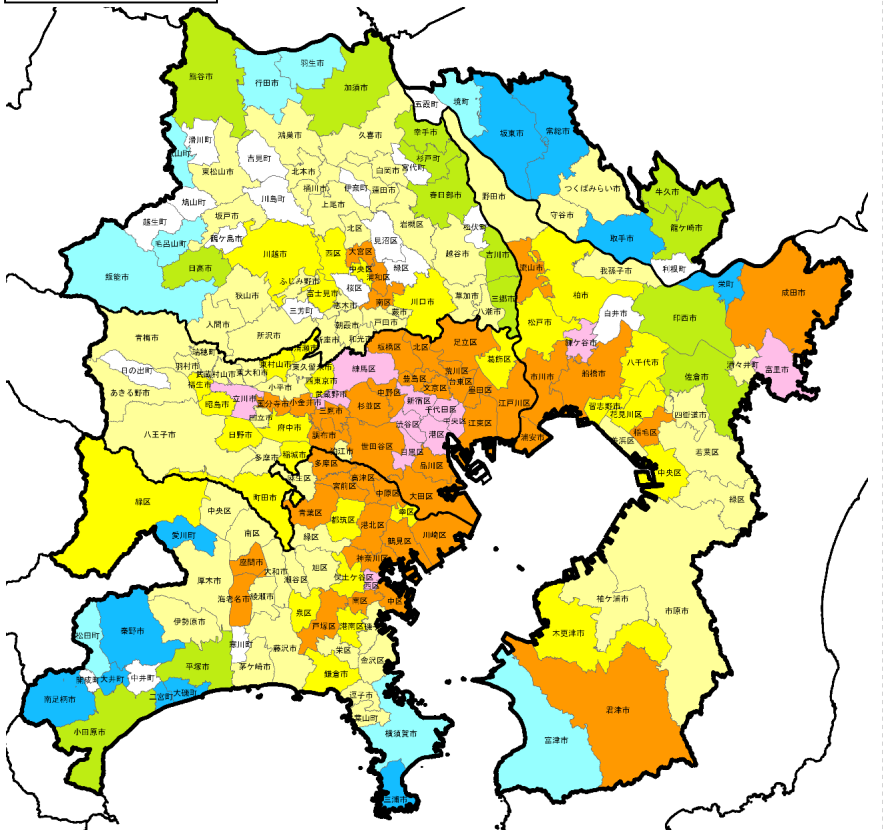 熊谷市
行田市
羽生市
加須市
五霞町
境町
坂東市
常総市
滑川町
鴻巣市
久喜市
幸手市
吉見町
杉戸町
宮代町
東松山市
北本市
白岡市
桶川市
伊奈町
蓮田市
春日部市
野田市
つくばみらい市
牛久市
鳩山町
川島町
上尾市
守谷市
龍ケ崎市
越生町
坂戸市
岩槻区
取手市
毛呂山町
鶴ケ島市
北区
見沼区
飯能市
日高市
川越市
西区
大宮区
中央区
浦和区
緑区
越谷市
吉川市
流山市
我孫子市
利根町
栄町
成田市
狭山市
ふじみ野市
富士見市
桜区
南区
川口市
草加市
三郷市
柏市
白井市
印西市
入間市
所沢市
三芳町
志木市
朝霞市
和光市
蕨市
戸田市
八潮市
松戸市
鎌ケ谷市
青梅市
瑞穂町
羽村市
武蔵村山市
東大和市
東村山市
東久留米市
西東京市
練馬区
板橋区
北区
足立区
葛飾区
市川市
船橋市
八千代市
佐倉市
富里市
日の出町
あきる野市
福生市
昭島市
立川市
小平市
国分寺市
小金井市
武蔵野市
三鷹市
杉並区
中野区
豊島区
新宿区
文京区
荒川区
台東区
墨田区
千代田区
中央区
江東区
江戸川区
浦安市
習志野市
花見川区
稲毛区
美浜区
四街道市
若葉区
八王子市
日野市
国立市
府中市
調布市
狛江市
世田谷区
渋谷区
港区
目黒区
品川区
大田区
中央区
緑区
多摩市
稲城市
町田市
麻生区
多摩区
宮前区
高津区
中原区
幸区
川崎区
緑区
中央区
南区
青葉区
都筑区
港北区
鶴見区
緑区
神奈川区
愛川町
座間市
大和市
厚木市
海老名市
綾瀬市
瀬谷区
旭区
保土ケ谷区
西区
中区
南区
泉区
戸塚区
港南区
栄区
金沢区
袖ケ浦市
市原市
木更津市
君津市
富津市
松田町
秦野市
伊勢原市
寒川町
藤沢市
茅ケ崎市
鎌倉市
逗子市
葉山町
横須賀市
三浦市
開成町
大井町
中井町
平塚市
南足柄市
二宮町
大磯町
小田原市